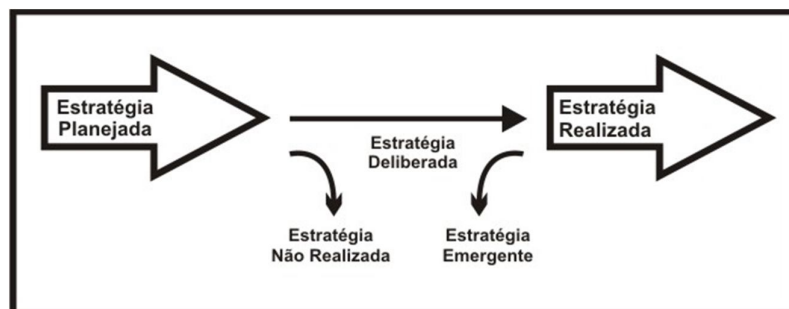 Estratégia
Planejada
Estratégia
Deliberada
Estratégia
Realizada
Estratégia
Não Realizada
Estratégia
Emergente